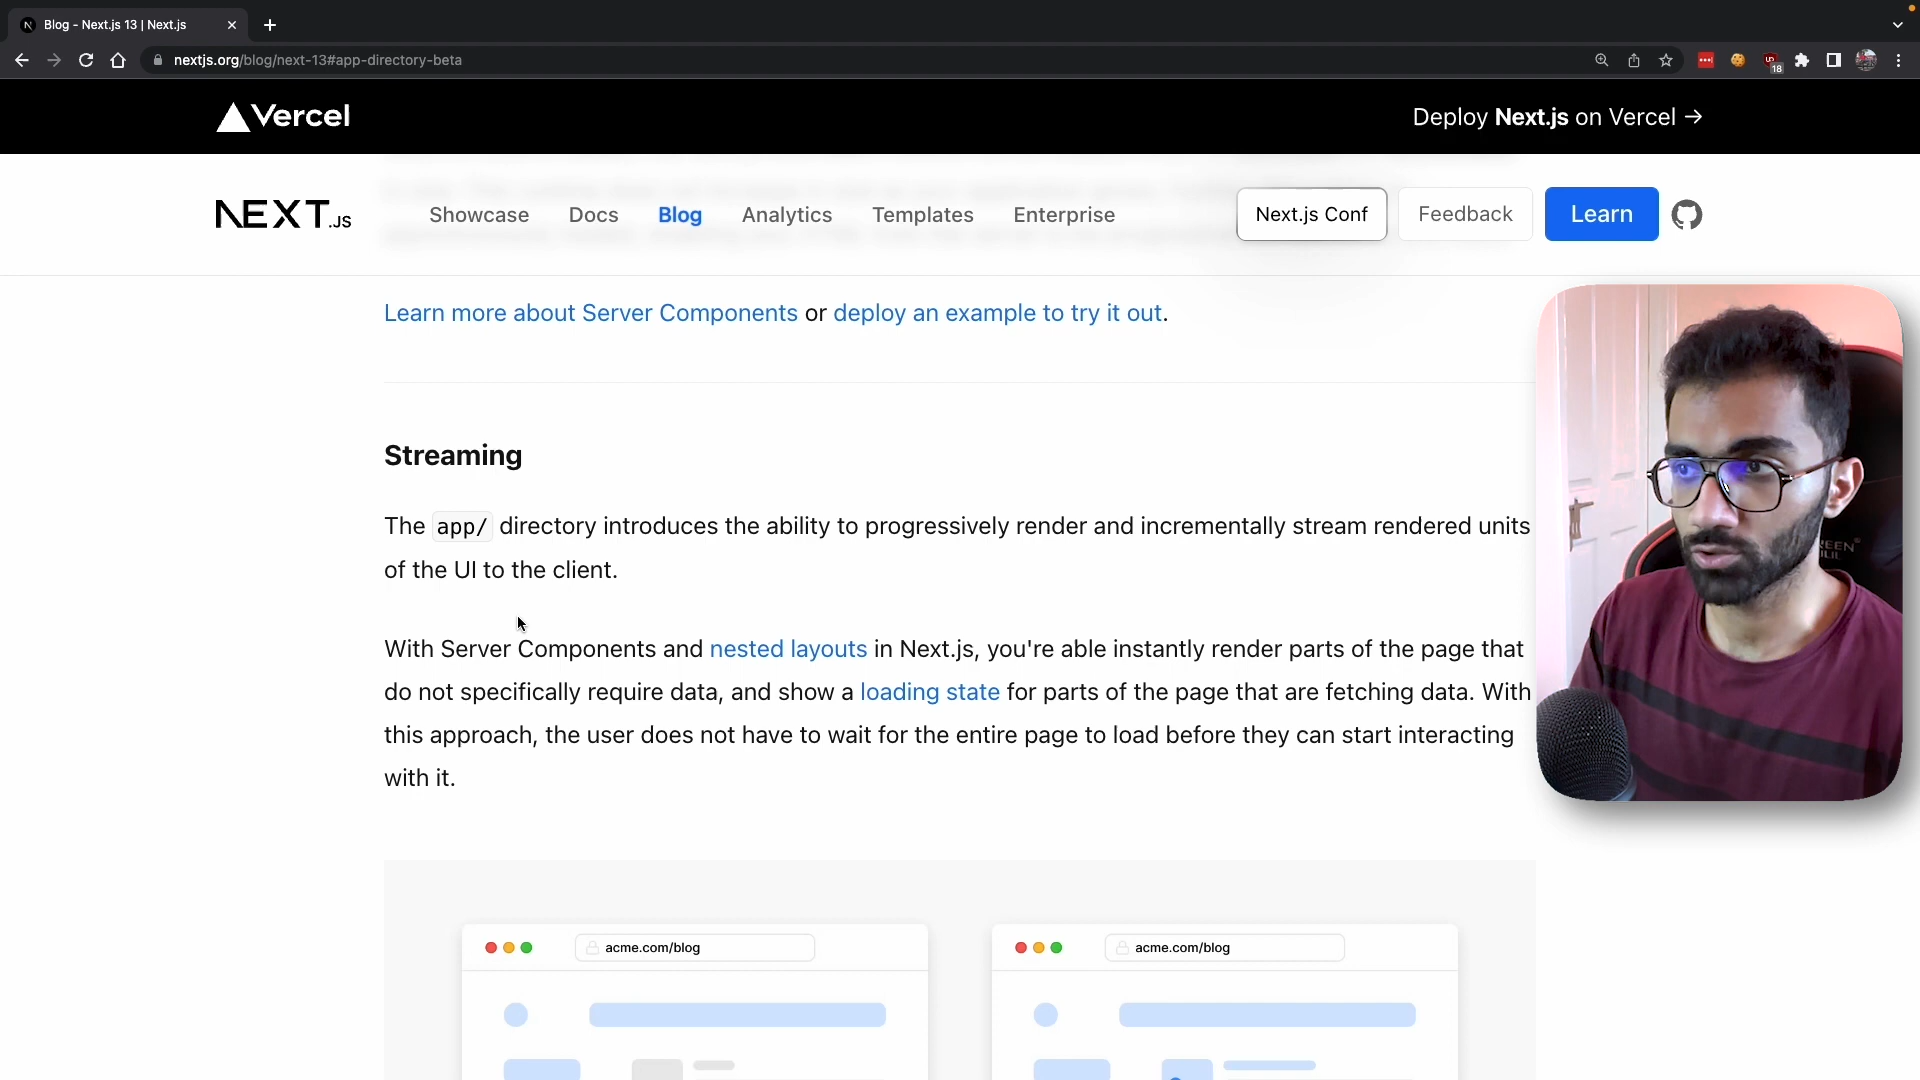 Blog - Next.js 13 | Next.js
nextjs.org/blog/next-13#app-directory-beta
18
Vercel
Deploy Next.js on Vercel →
NEXT.JS
Showcase
Docs
Blog
Analytics
Templates
Enterprise
Next.js Conf
Feedback
Learn
Learn more about Server Components or deploy an example to try it out.
Streaming
The app/ directory introduces the ability to progressively render and incrementally stream rendered units
of the UI to the client.
With Server Components and nested layouts in Next.js, you're able instantly render parts of the page that
do not specifically require data, and show a loading state for parts of the page that are fetching data. With
this approach, the user does not have to wait for the entire page to load before they can start interacting
with it.
acme.com/blog
acme.com/blog